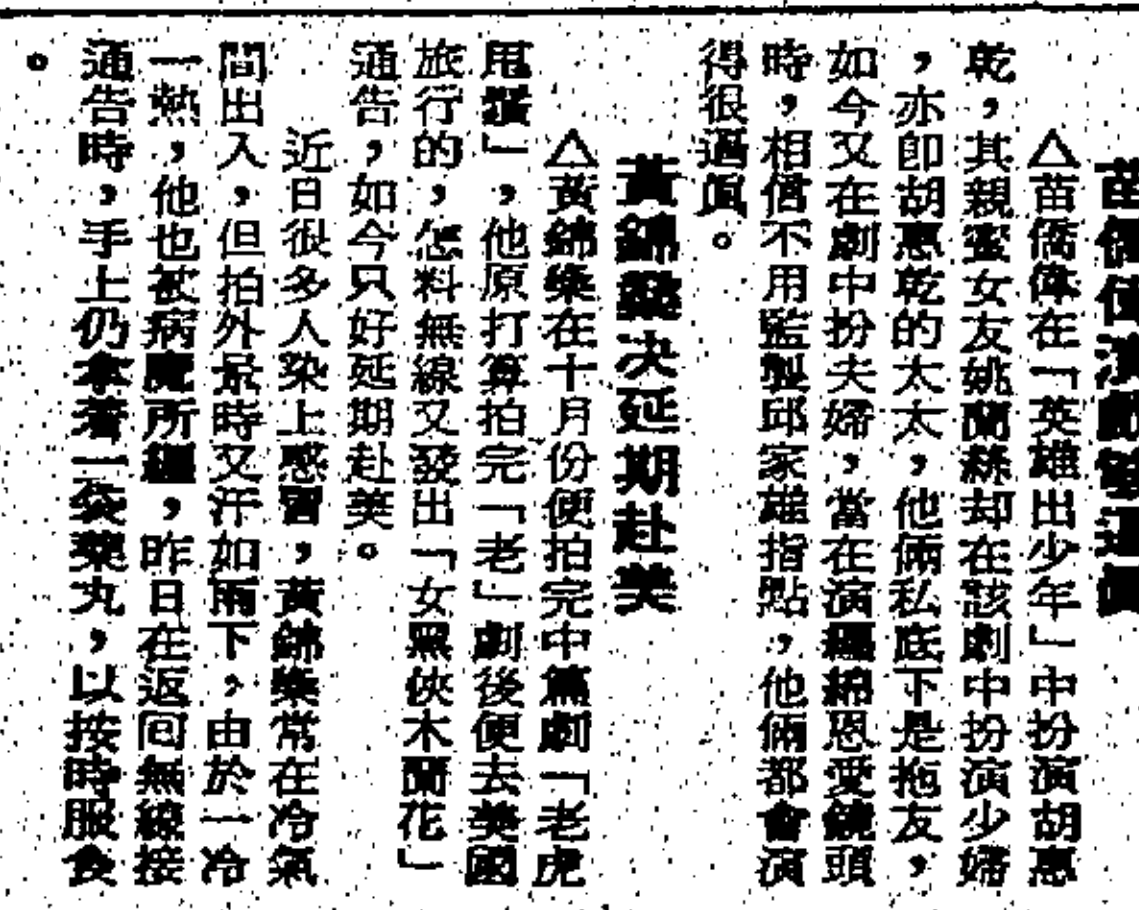 苗僑偉演戲望逼真
△苗僑偉在「英雄出少年」中扮演胡惠
乾，其親蜜女友姚蘭絲却在該劇中扮演少婦
，亦即胡惠乾的太太，他倆私底下是拖友，
如今又在劇中扮夫婦，當在演纏綿恩愛鏡頭
時，相信不用監製邱家雄指點，他倆都會演
得很逼眞。
黃錦燊决延期赴美
△黃錦燊在十月份便拍完中篇劇「老虎
甩鬚」，他原打算拍完「老」劇後便去美國
旅行的，怎料無線又發出「女黑俠木蘭花」
通告，如今只好延期赴美。
近日很多人染上感冒，黃錦燊常在冷氣
間出入，但拍外景時又汗如雨下，由於一冷
一熱，他也被病魔所纏，昨日在返回無線接
通告時，手上仍拿着一袋藥丸，以按時服食
。